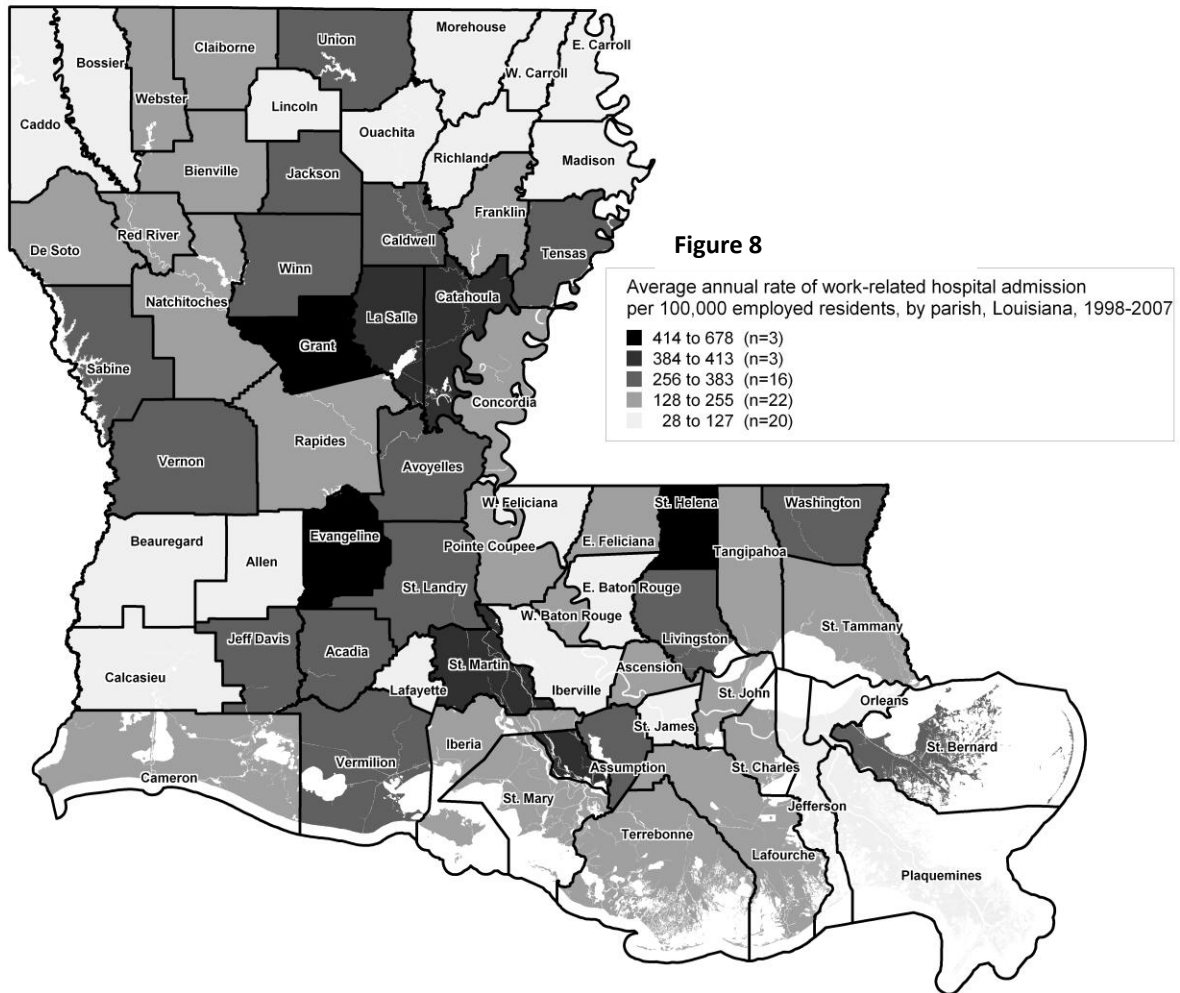 Morehouse
Union
Claiborne
E. Carroll
Bossier
W. Carroll
Webster
Lincoln
Caddo
Ouachita
Richland
Madison
Bienville
Jackson
Franklin
Red River
De Soto
Caldwell
Tensas
Winn
Natchitoches
La Salle
Catahoula
Grant
Sabine
Concordia
Rapides
Vernon
Avoyelles
Figure 8
Average annual rate of work-related hospital admission
per 100,000 employed residents, by parish, Louisiana, 1998-2007
414 to 678 (n=3)
384 to 413 (n=3)
256 to 383 (n=16)
128 to 255 (n=22)
28 to 127 (n=20)
W. Feliciana
St. Helena
Washington
Evangeline
Beauregard
E. Feliciana
Pointe Coupee
Tangipahoa
Allen
St. Landry
E. Baton Rouge
W. Baton Rouge
St. Tammany
Jeff Davis
Livingston
Acadia
St. Martin
Ascension
Calcasieu
Lafayette
Iberville
St. John
Orleans
St. James
Iberia
St. Bernard
Vermilion
Cameron
Assumption
St. Charles
St. Mary
Jefferson
Terrebonne
Lafourche
Plaquemines